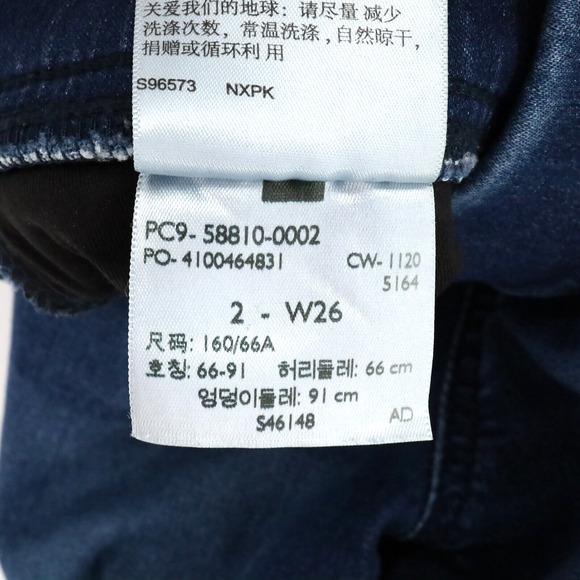 关爱我们的地球：请尽量 减少
洗涤次数，常温洗涤，自然晾干，
捐赠或循环利 用
S96573 NXPK
PC9- 58810-0002
PO- 4100464831 CW- 1120
5164
2 - W26
尺码: 160/66A
호칭: 66-91 허리둘레: 66 cm
엉덩이둘레: 91 cm
S46148 AD